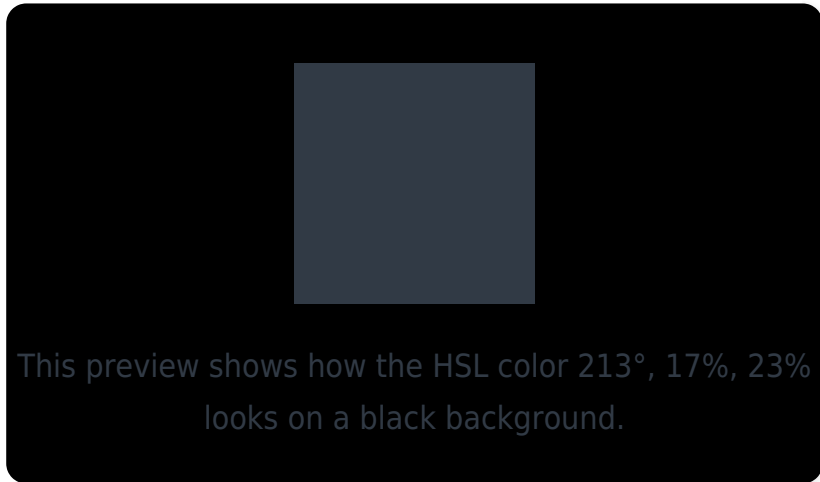 This preview shows how the HSL color 213°, 17%, 23%
looks on a black background.